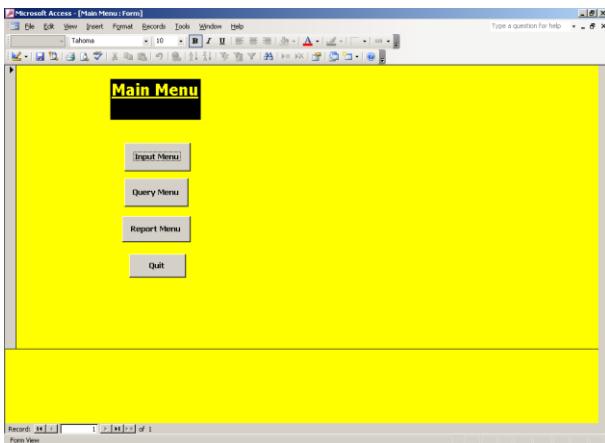 Microsoft Access - [Main Menu : Form]
File Edit View Insert Format Records Tools Window Help Type a question for help
Tahoma 10 B I U
Main Menu
Input Menu
Query Menu
Report Menu
Quit
Record: 1 of 1
Form View